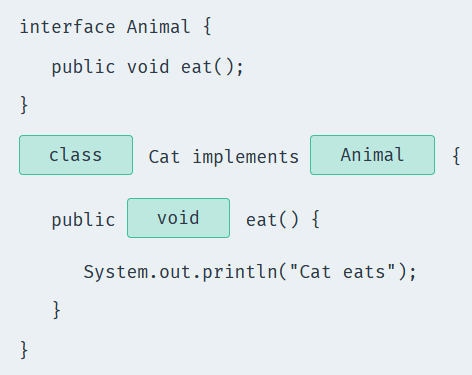 interface Animal {
public void eat();
}
class Cat implements Animal {
public void eat() {
System.out.println("Cat eats");
}
}